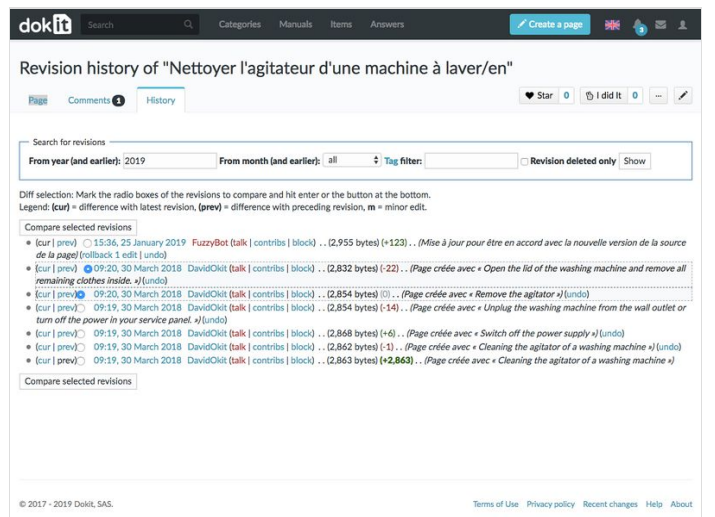 dokit Search Categories Manuals Items Answers Create a page 3
Revision history of "Nettoyer l'agitateur d'une machine à laver/en"
Page Comments 1 History Star 0 I did It 0 ...
Search for revisions
From year (and earlier): 2019 From month (and earlier): all Tag filter: Revision deleted only Show
Diff selection: Mark the radio boxes of the revisions to compare and hit enter or the button at the bottom.
Legend: (cur) = difference with latest revision, (prev) = difference with preceding revision, m = minor edit.
Compare selected revisions
(cur | prev) 15:36, 25 January 2019 FuzzyBot (talk | contribs | block) . . (2,955 bytes) (+123) . . (Mise à jour pour être en accord avec la nouvelle version de la source
de la page) (rollback 1 edit | undo)
(cur | prev) 09:20, 30 March 2018 DavidOkit (talk | contribs | block) . . (2,832 bytes) (-22) . . (Page créée avec « Open the lid of the washing machine and remove all
remaining clothes inside. ») (undo)
(cur | prev) 09:20, 30 March 2018 DavidOkit (talk | contribs | block) . . (2,854 bytes) (0) . . (Page créée avec « Remove the agitator ») (undo)
(cur | prev) 09:19, 30 March 2018 DavidOkit (talk | contribs | block) . . (2,854 bytes) (-14) . . (Page créée avec « Unplug the washing machine from the wall outlet or
turn off the power in your service panel. ») (undo)
(cur | prev) 09:19, 30 March 2018 DavidOkit (talk | contribs | block) . . (2,868 bytes) (+6) . . (Page créée avec « Switch off the power supply ») (undo)
(cur | prev) 09:19, 30 March 2018 DavidOkit (talk | contribs | block) . . (2,862 bytes) (-1) . . (Page créée avec « Cleaning the agitator of a washing machine ») (undo)
(cur | prev) 09:19, 30 March 2018 DavidOkit (talk | contribs | block) . . (2,863 bytes) (+2,863) . . (Page créée avec « Cleaning the agitator of a washing machine »)
Compare selected revisions
© 2017 - 2019 Dokit, SAS. Terms of Use Privacy policy Recent changes Help About